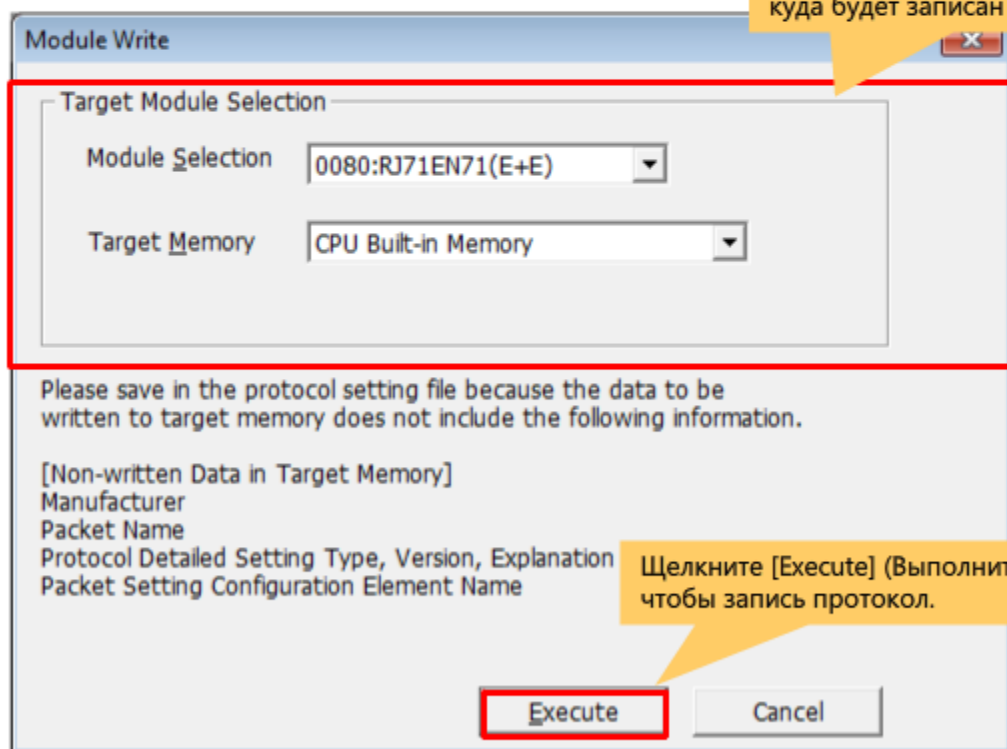 куда будет записан
Module Write
Target Module Selection
Module Selection
0080:RJ71EN71(E+E)
Target Memory
CPU Built-in Memory
Please save in the protocol setting file because the data to be
written to target memory does not include the following information.
[Non-written Data in Target Memory]
Manufacturer
Packet Name
Protocol Detailed Setting Type, Version, Explanation
Packet Setting Configuration Element Name
Щелкните [Execute] (Выполнит
чтобы запись протокол.
Execute
Cancel